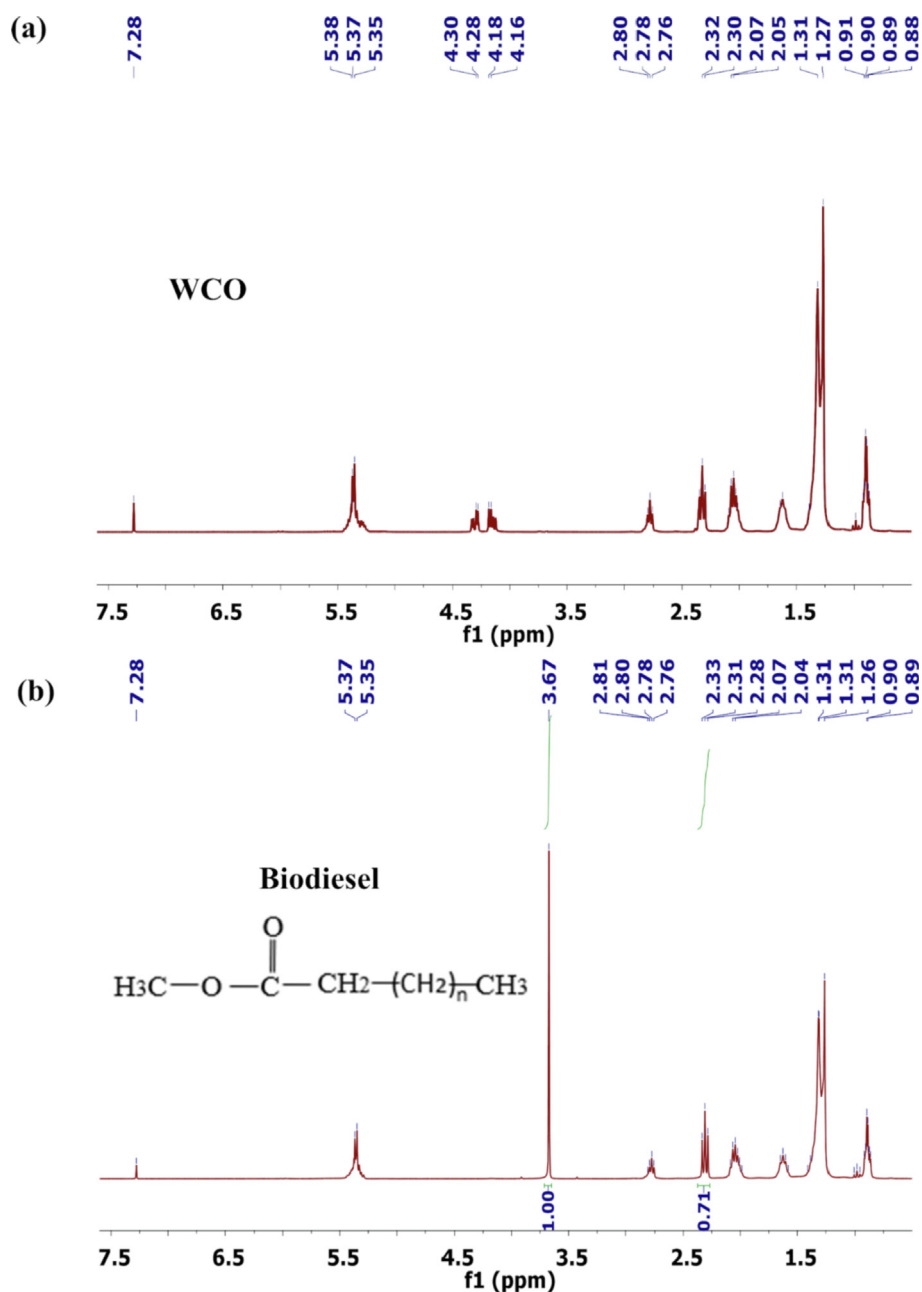 (a)
7.28 5.38 5.37 5.35 4.30 4.28 4.18 4.16 2.80 2.78 2.76 2.32 2.30 2.07 2.05 1.31 1.27 0.91 0.90 0.89 0.88
WCO
7.5 6.5 5.5 4.5 3.5 2.5 1.5
f1 (ppm)
(b)
7.28 5.37 5.35 3.67 2.81 2.80 2.78 2.76 2.33 2.31 2.28 2.07 2.04 1.31 1.31 1.26 0.90 0.89
Biodiesel
O
H3C—O—C—CH2—(CH2)n—CH3
1.00 0.71
7.5 6.5 5.5 4.5 3.5 2.5 1.5
f1 (ppm)